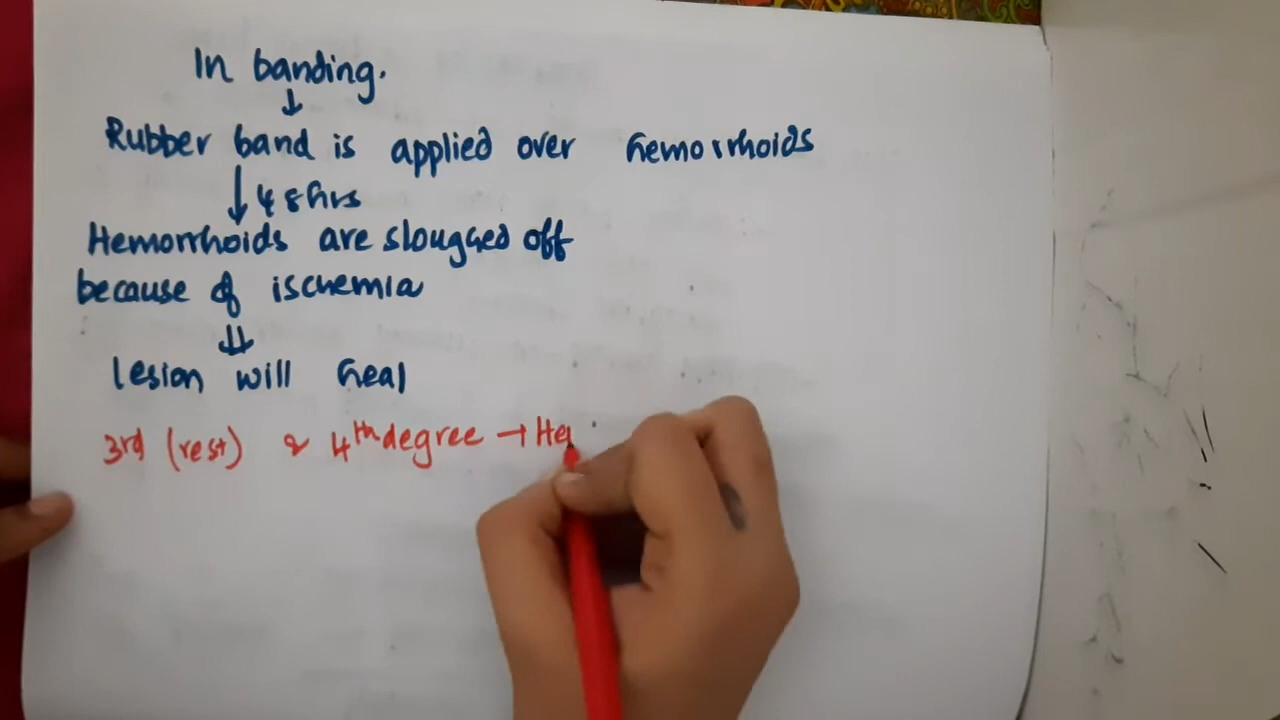 In banding.
↓
Rubber band is applied over hemorrhoids
↓ 48hrs
Hemorrhoids are slougged off
because of ischemia
⇓
lesion will heal
3rd (rest) & 4th degree → He